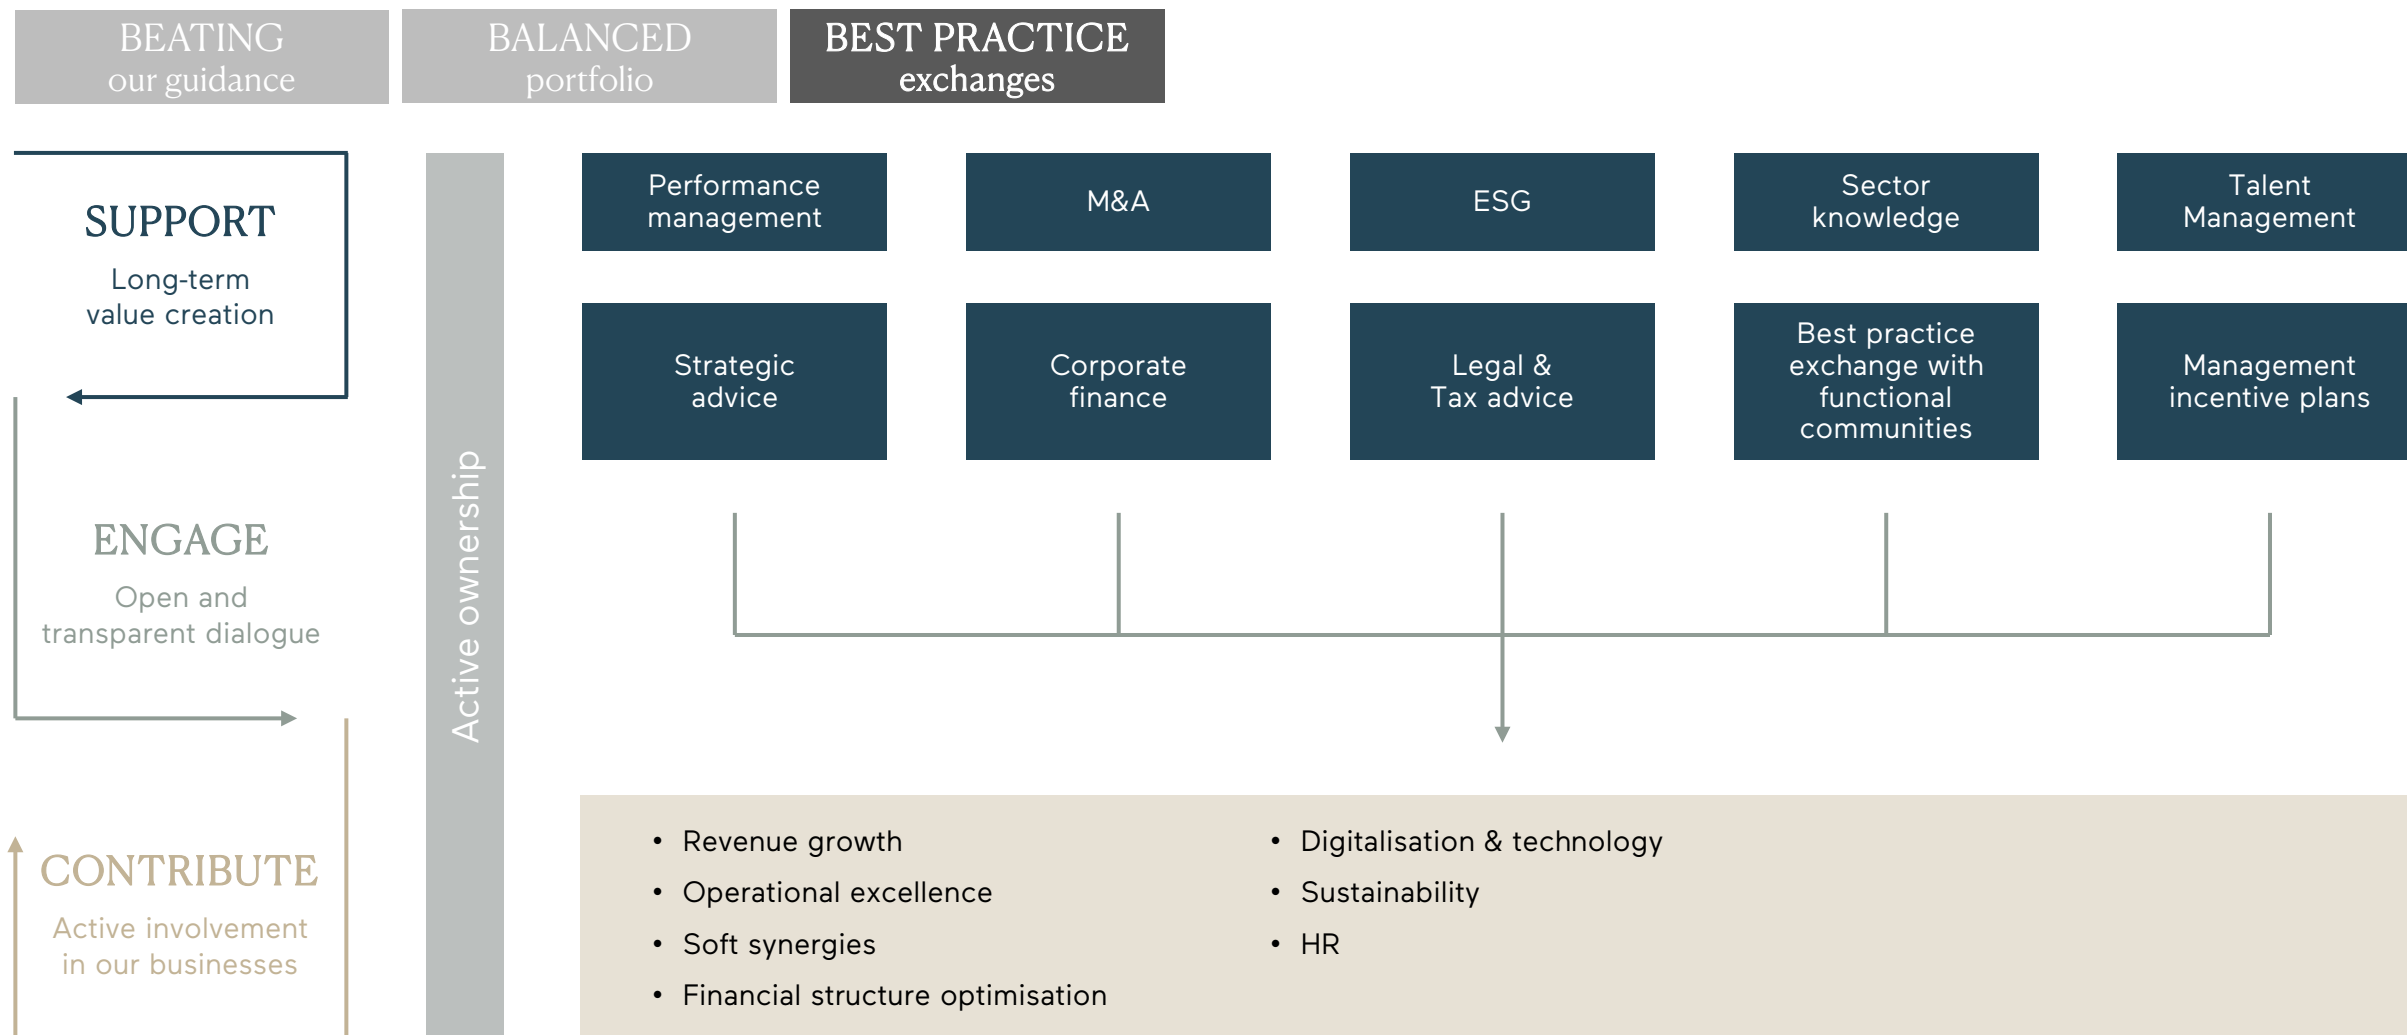 BEATING
our guidance
BALANCED
portfolio
BEST PRACTICE
exchanges
SUPPORT
Long-term
value creation
ENGAGE
Open and
transparent dialogue
CONTRIBUTE
Active involvement
in our businesses
Active ownership
Performance
management
M&A
ESG
Sector
knowledge
Talent
Management
Strategic
advice
Corporate
finance
Legal &
Tax advice
Best practice
exchange with
functional
communities
Management
incentive plans
• Revenue growth
• Operational excellence
• Soft synergies
• Financial structure optimisation
• Digitalisation & technology
• Sustainability
• HR